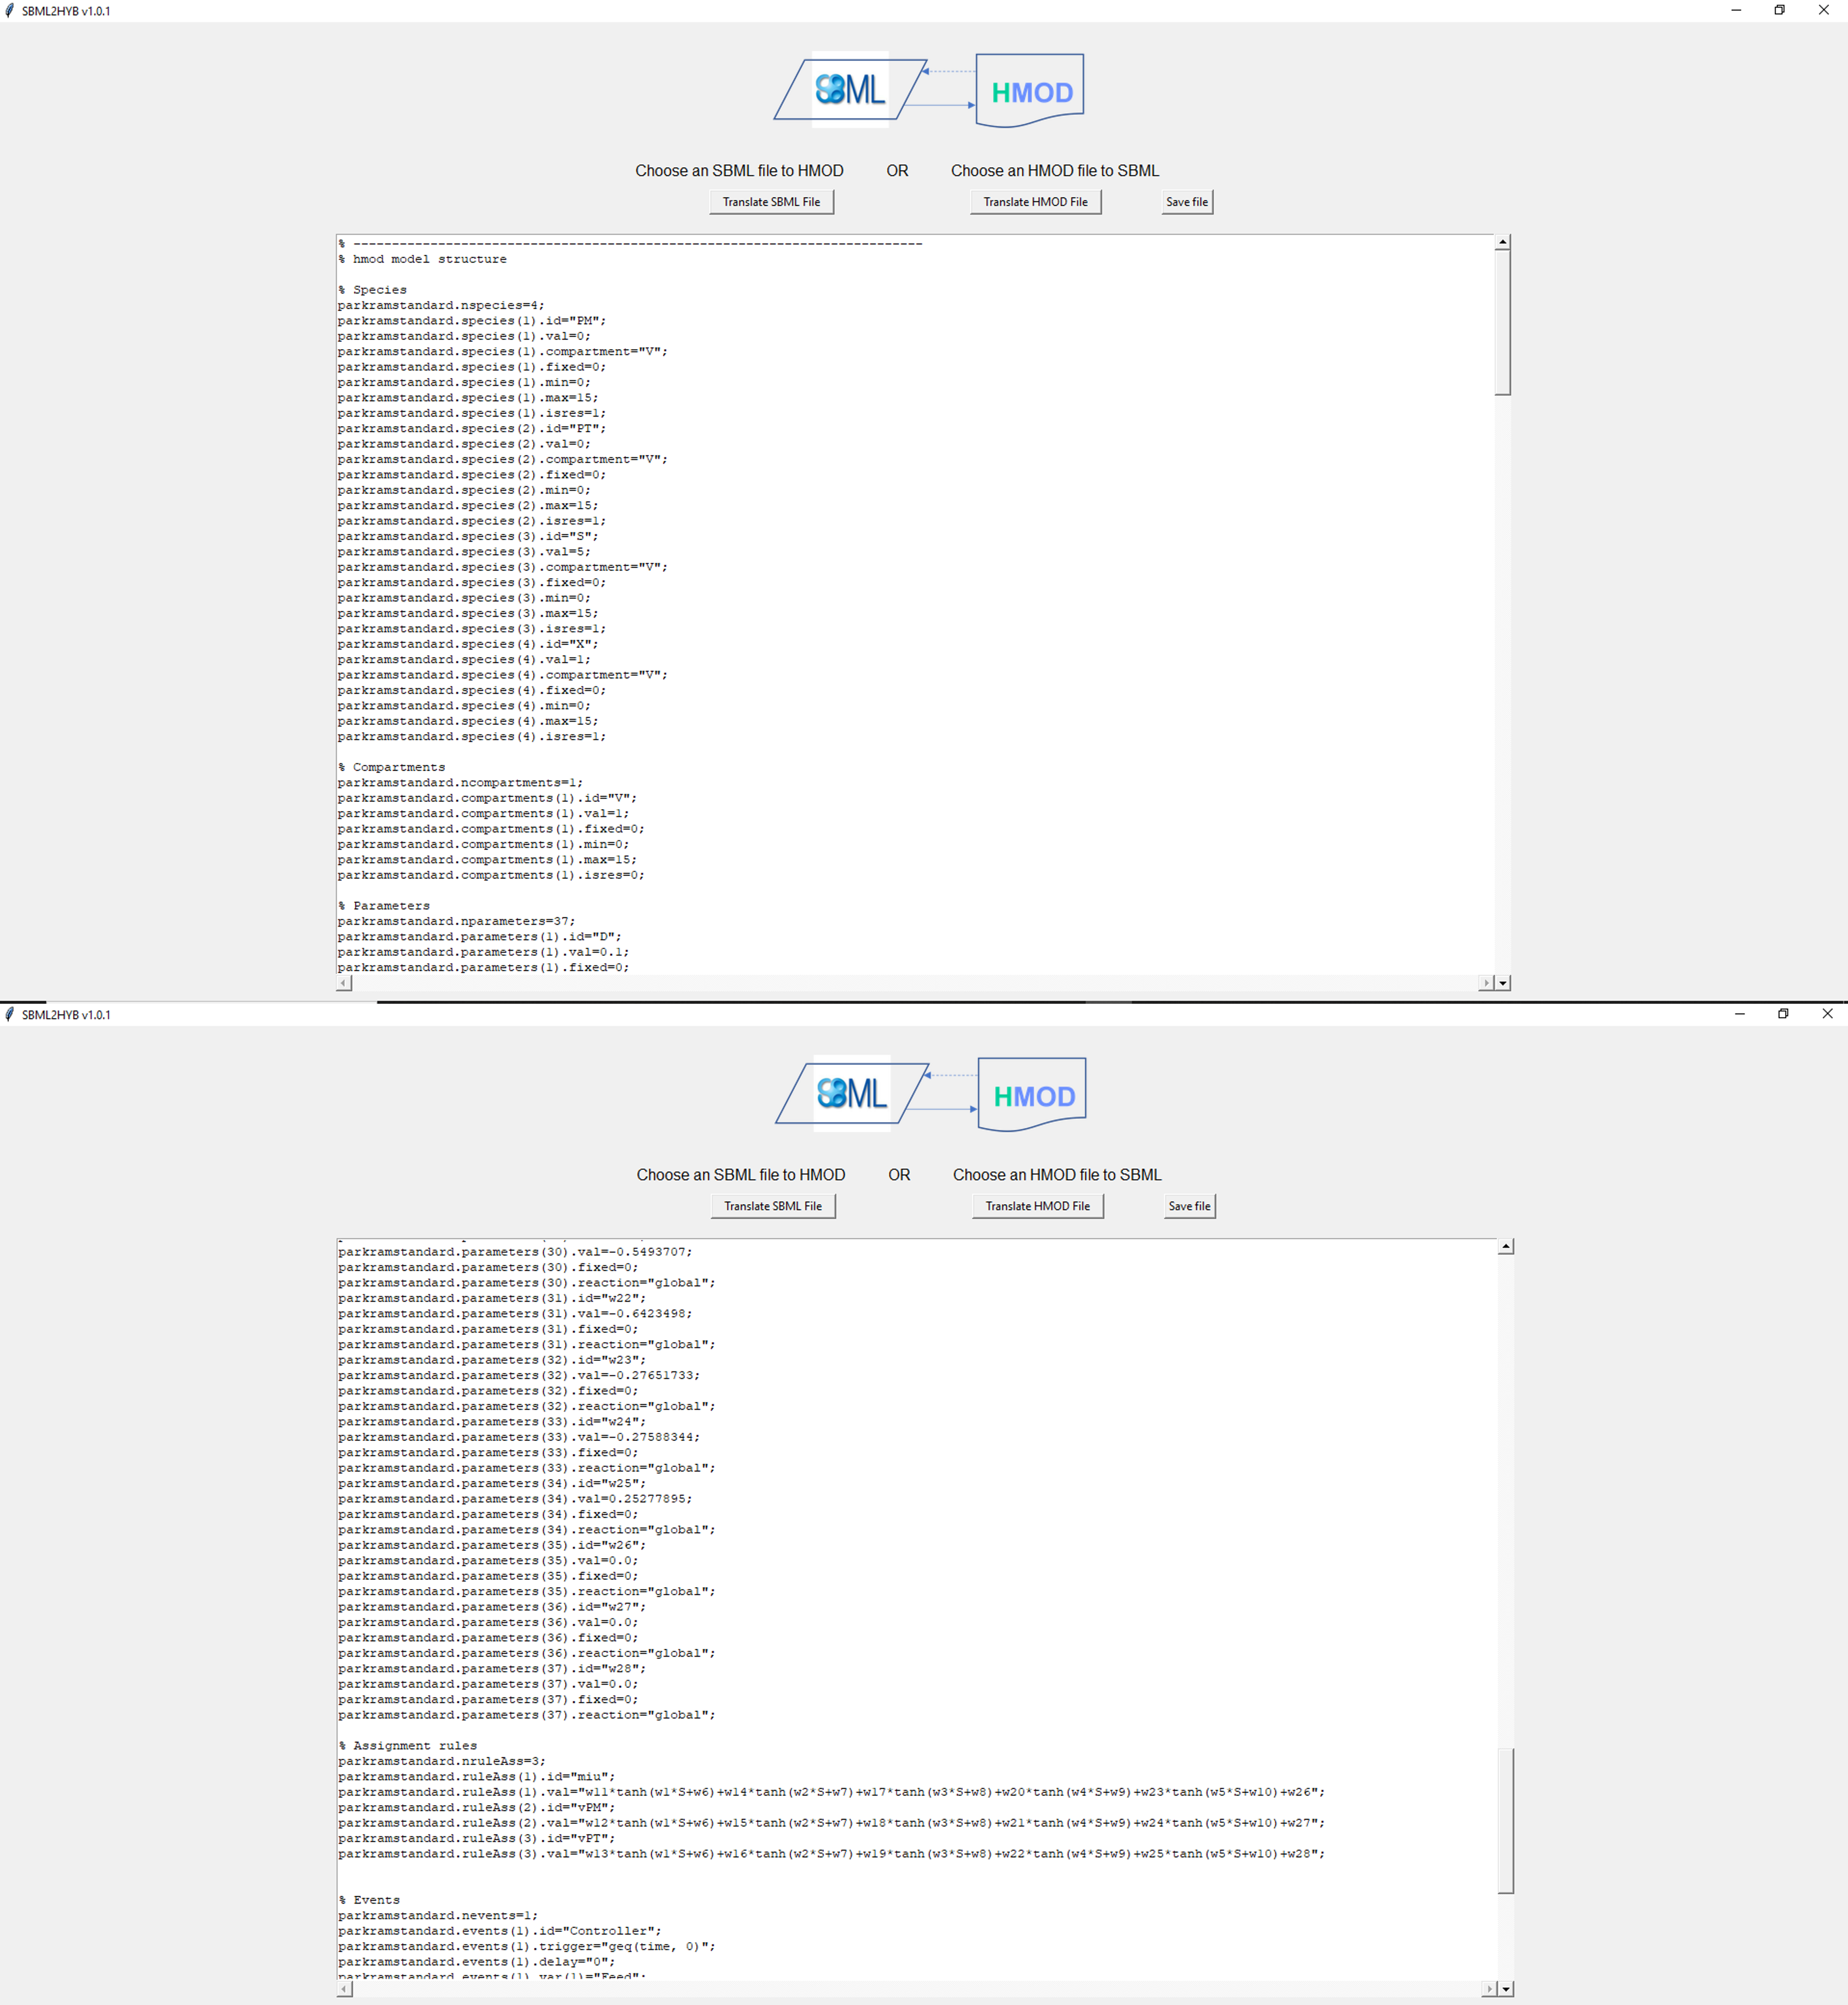 SBML2HYB v1.0.1
SBML
HMOD
Choose an SBML file to HMOD OR Choose an HMOD file to SBML
Translate SBML File Translate HMOD File Save file
% --------------------------------------------------------------------------
% hmod model structure
% Species
parkramstandard.nspecies=4;
parkramstandard.species(1).id="PM";
parkramstandard.species(1).val=0;
parkramstandard.species(1).compartment="V";
parkramstandard.species(1).fixed=0;
parkramstandard.species(1).min=0;
parkramstandard.species(1).max=15;
parkramstandard.species(1).isres=1;
parkramstandard.species(2).id="PT";
parkramstandard.species(2).val=0;
parkramstandard.species(2).compartment="V";
parkramstandard.species(2).fixed=0;
parkramstandard.species(2).min=0;
parkramstandard.species(2).max=15;
parkramstandard.species(2).isres=1;
parkramstandard.species(3).id="S";
parkramstandard.species(3).val=5;
parkramstandard.species(3).compartment="V";
parkramstandard.species(3).fixed=0;
parkramstandard.species(3).min=0;
parkramstandard.species(3).max=15;
parkramstandard.species(3).isres=1;
parkramstandard.species(4).id="X";
parkramstandard.species(4).val=1;
parkramstandard.species(4).compartment="V";
parkramstandard.species(4).fixed=0;
parkramstandard.species(4).min=0;
parkramstandard.species(4).max=15;
parkramstandard.species(4).isres=1;
% Compartments
parkramstandard.ncompartments=1;
parkramstandard.compartments(1).id="V";
parkramstandard.compartments(1).val=1;
parkramstandard.compartments(1).fixed=0;
parkramstandard.compartments(1).min=0;
parkramstandard.compartments(1).max=15;
parkramstandard.compartments(1).isres=0;
% Parameters
parkramstandard.nparameters=37;
parkramstandard.parameters(1).id="D";
parkramstandard.parameters(1).val=0.1;
parkramstandard.parameters(1).fixed=0;
SBML2HYB v1.0.1
SBML
HMOD
Choose an SBML file to HMOD OR Choose an HMOD file to SBML
Translate SBML File Translate HMOD File Save file
parkramstandard.parameters(30).val=-0.5493707;
parkramstandard.parameters(30).fixed=0;
parkramstandard.parameters(30).reaction="global";
parkramstandard.parameters(31).id="w22";
parkramstandard.parameters(31).val=-0.6423498;
parkramstandard.parameters(31).fixed=0;
parkramstandard.parameters(31).reaction="global";
parkramstandard.parameters(32).id="w23";
parkramstandard.parameters(32).val=-0.27651733;
parkramstandard.parameters(32).fixed=0;
parkramstandard.parameters(32).reaction="global";
parkramstandard.parameters(33).id="w24";
parkramstandard.parameters(33).val=-0.27588344;
parkramstandard.parameters(33).fixed=0;
parkramstandard.parameters(33).reaction="global";
parkramstandard.parameters(34).id="w25";
parkramstandard.parameters(34).val=0.25277895;
parkramstandard.parameters(34).fixed=0;
parkramstandard.parameters(34).reaction="global";
parkramstandard.parameters(35).id="w26";
parkramstandard.parameters(35).val=0.0;
parkramstandard.parameters(35).fixed=0;
parkramstandard.parameters(35).reaction="global";
parkramstandard.parameters(36).id="w27";
parkramstandard.parameters(36).val=0.0;
parkramstandard.parameters(36).fixed=0;
parkramstandard.parameters(36).reaction="global";
parkramstandard.parameters(37).id="w28";
parkramstandard.parameters(37).val=0.0;
parkramstandard.parameters(37).fixed=0;
parkramstandard.parameters(37).reaction="global";
% Assignment rules
parkramstandard.nruleAss=3;
parkramstandard.ruleAss(1).id="miu";
parkramstandard.ruleAss(1).val="w11*tanh(w1*S+w6)+w14*tanh(w2*S+w7)+w17*tanh(w3*S+w8)+w20*tanh(w4*S+w9)+w23*tanh(w5*S+w10)+w26";
parkramstandard.ruleAss(2).id="vPM";
parkramstandard.ruleAss(2).val="w12*tanh(w1*S+w6)+w15*tanh(w2*S+w7)+w18*tanh(w3*S+w8)+w21*tanh(w4*S+w9)+w24*tanh(w5*S+w10)+w27";
parkramstandard.ruleAss(3).id="vPT";
parkramstandard.ruleAss(3).val="w13*tanh(w1*S+w6)+w16*tanh(w2*S+w7)+w19*tanh(w3*S+w8)+w22*tanh(w4*S+w9)+w25*tanh(w5*S+w10)+w28";
% Events
parkramstandard.nevents=1;
parkramstandard.events(1).id="Controller";
parkramstandard.events(1).trigger="geq(time, 0)";
parkramstandard.events(1).delay="0";
parkramstandard.events(1).var(1)="Feed";